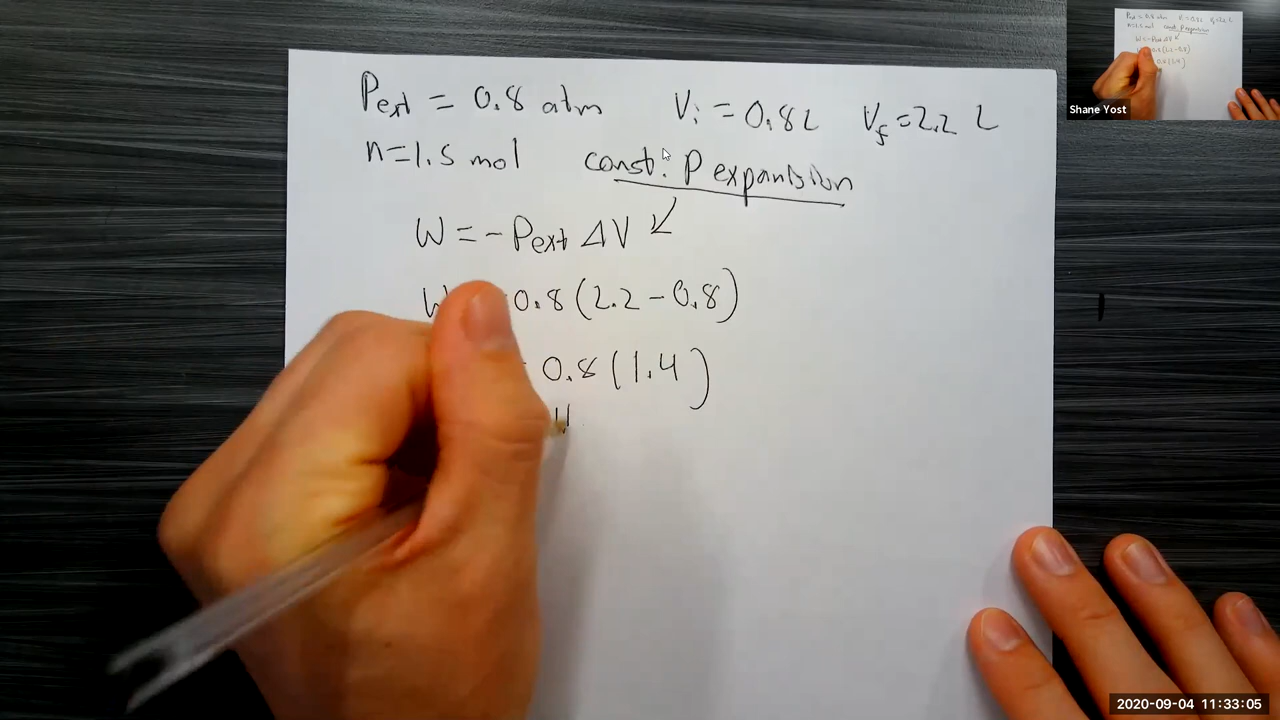 Pext = 0.8 atm Vi = 0.8L Vf = 2.2 L
n=1.5 mol const. P expansion
W = -Pext ΔV
W 0.8(2.2-0.8)
0.8(1.4)
Shane Yost
2020-09-04 11:33:05